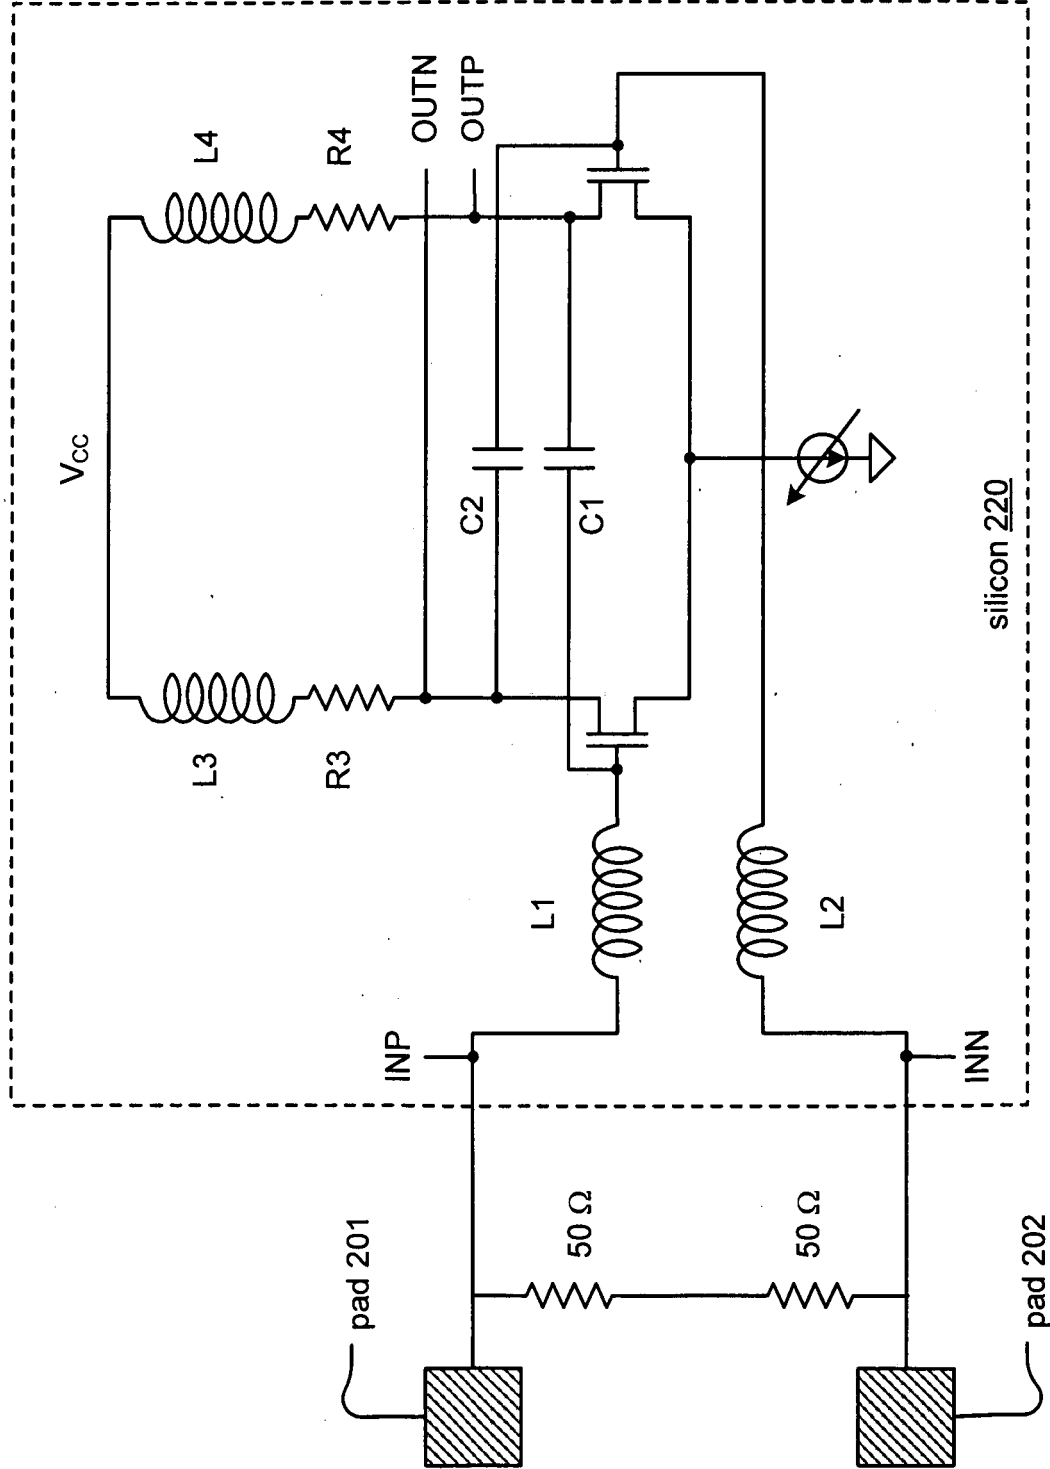 VCC
L4
R4
OUTN
OUTP
L3
R3
C2
C1
L1
L2
INP
INN
silicon 220
50 Ω
50 Ω
pad 201
pad 202